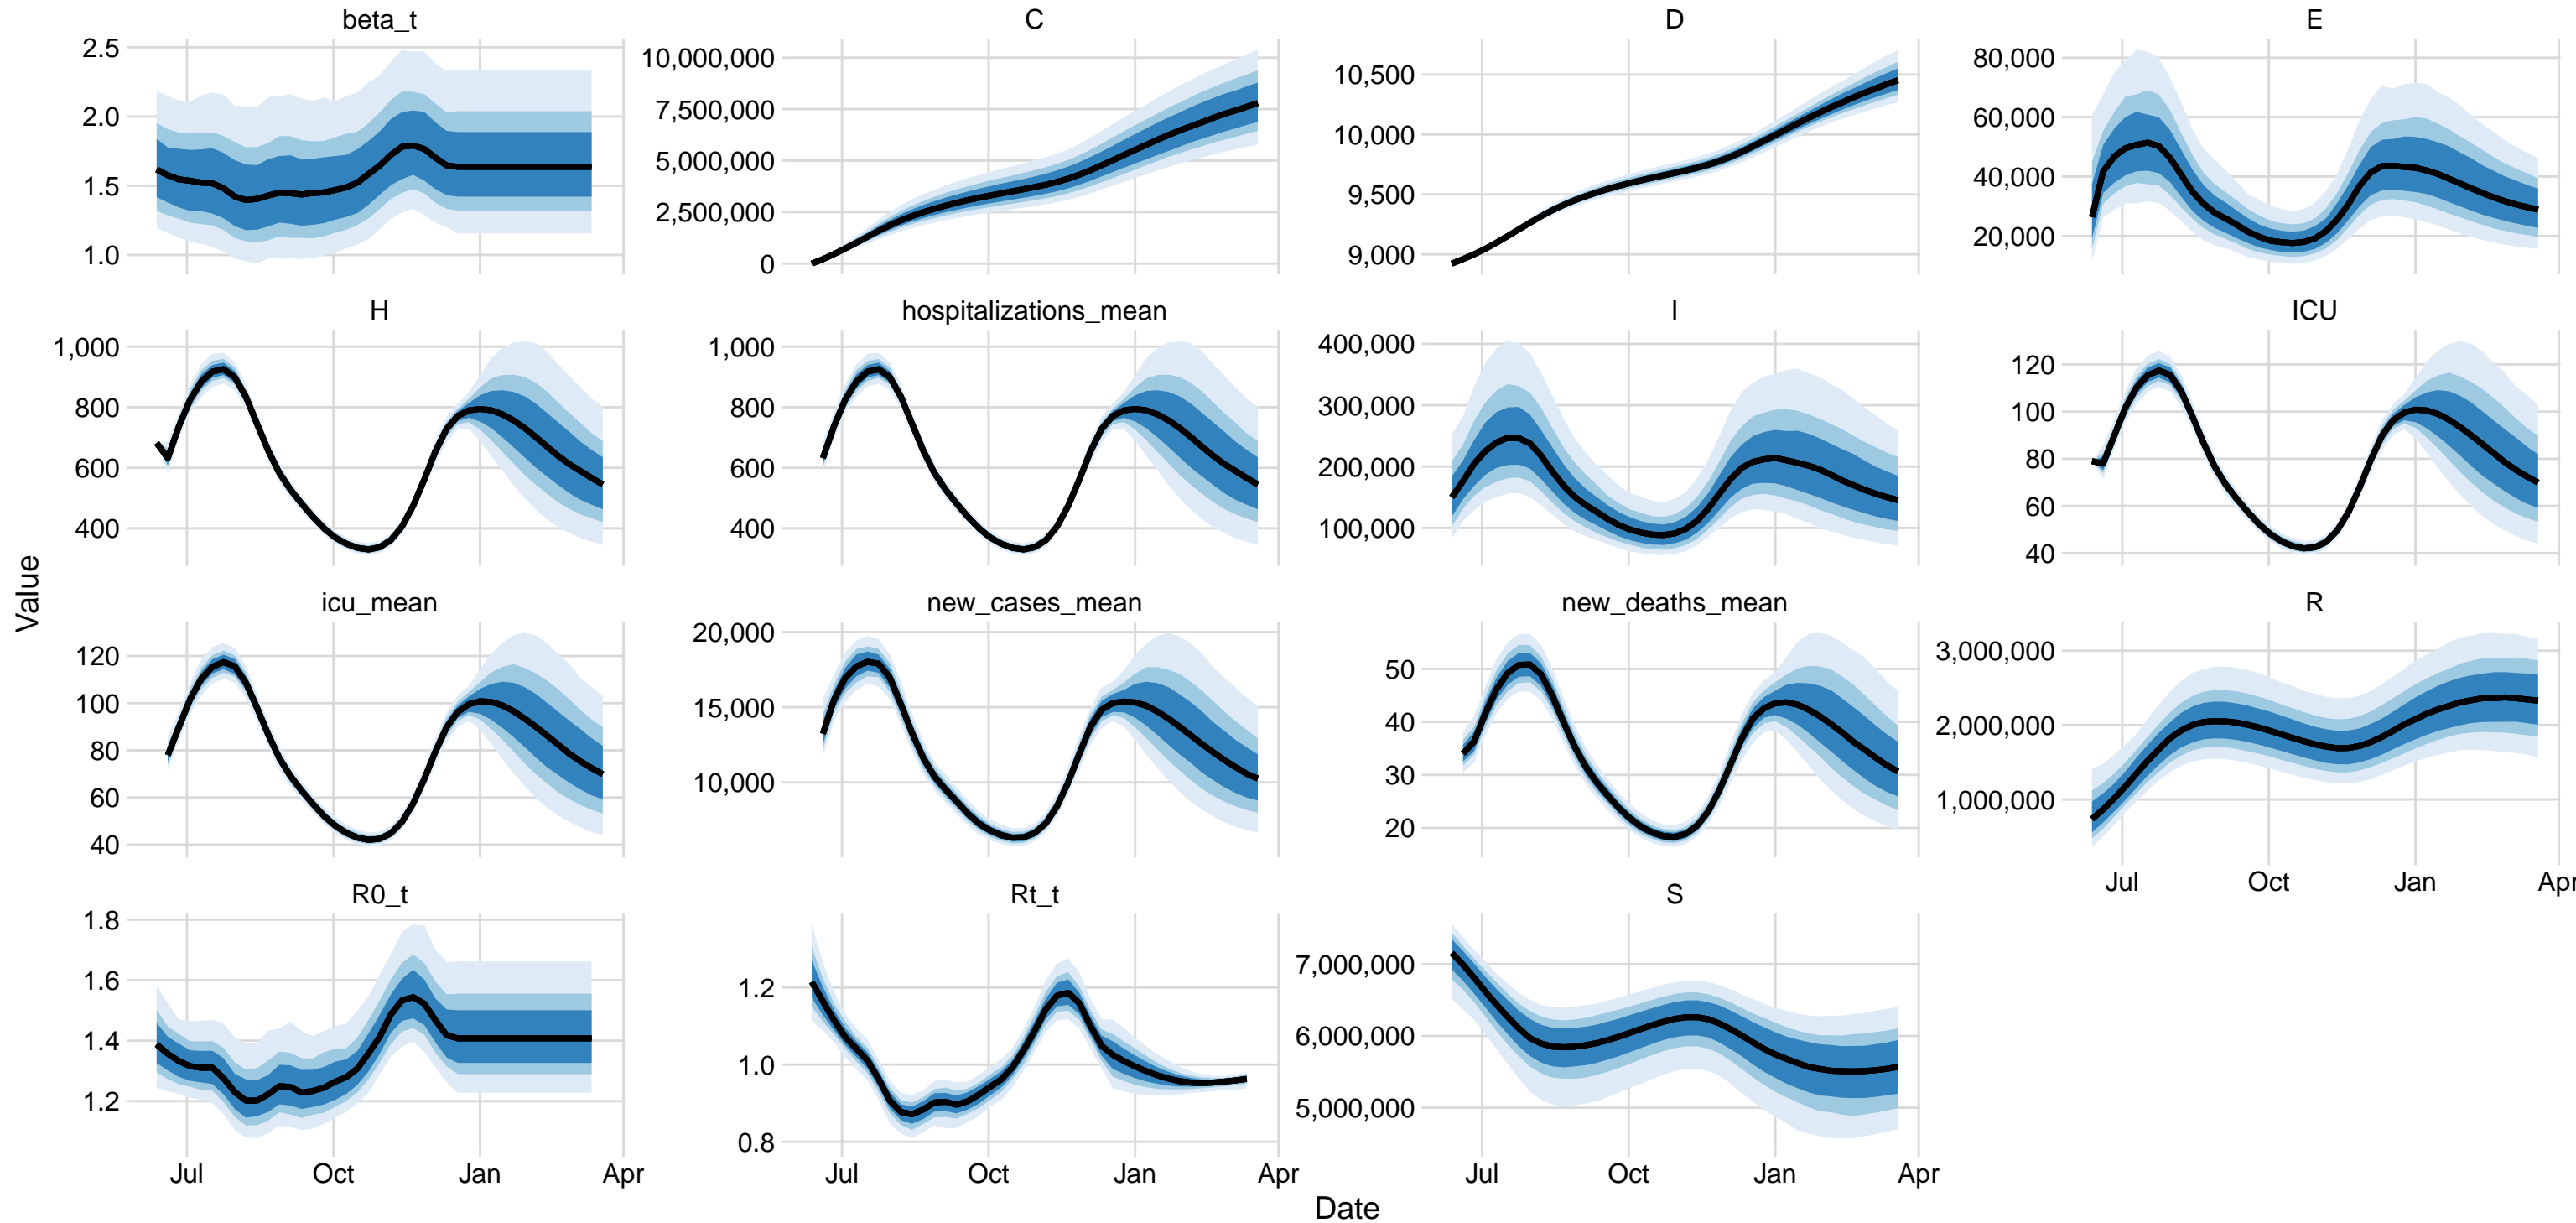 beta_t
2.5
2.0
1.5
1.0
C
10,000,000
7,500,000
5,000,000
2,500,000
0
D
10,500
10,000
9,500
9,000
E
80,000
60,000
40,000
20,000
H
1,000
800
600
400
hospitalizations_mean
1,000
800
600
400
I
400,000
300,000
200,000
100,000
ICU
120
100
80
60
40
Value
icu_mean
120
100
80
60
40
new_cases_mean
20,000
15,000
10,000
new_deaths_mean
50
40
30
20
R
3,000,000
2,000,000
1,000,000
Jul Oct Jan Apr
R0_t
1.8
1.6
1.4
1.2
Jul Oct Jan Apr
Rt_t
1.2
1.0
0.8
Jul Oct Jan Apr
S
7,000,000
6,000,000
5,000,000
Jul Oct Jan Apr
Date